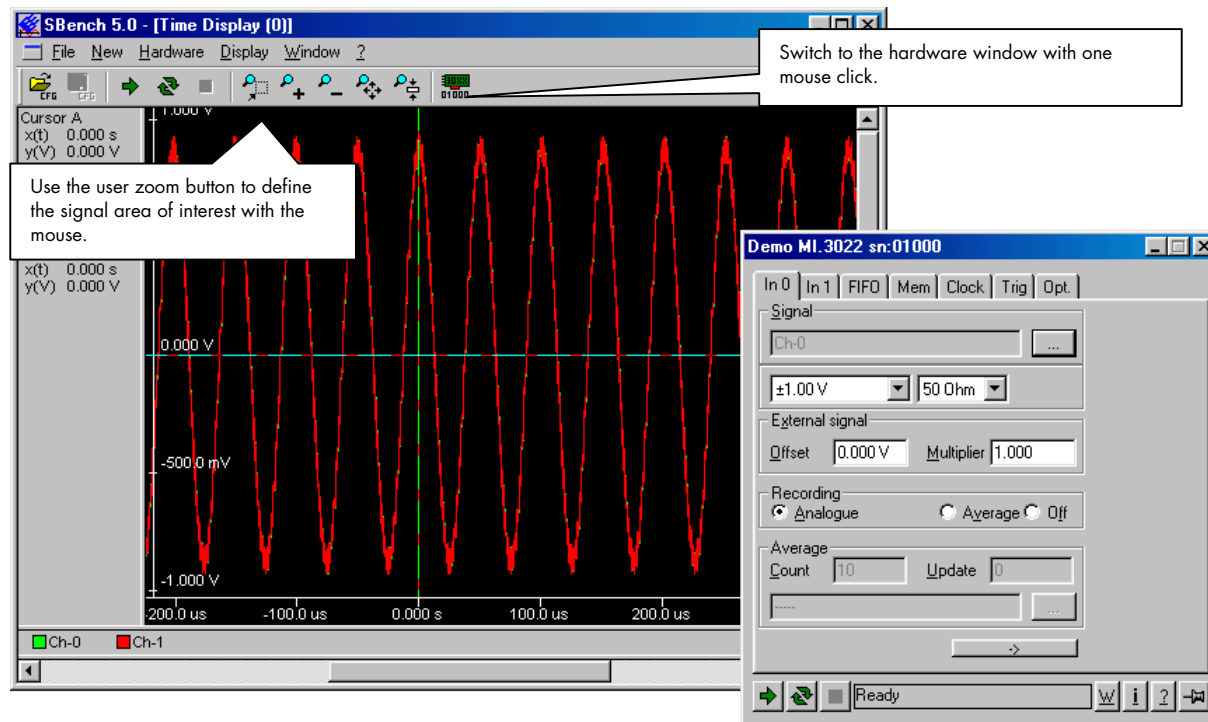 SBench 5.0 - [Time Display (0)]
File New Hardware Display Window ?
CFG CFG 01000
Switch to the hardware window with one
mouse click.
Cursor A
x(t) 0.000 s
y(V) 0.000 V
1.000 V
Use the user zoom button to define
the signal area of interest with the
mouse.
x(t) 0.000 s
y(V) 0.000 V
0.000 V
-500.0 mV
-1.000 V
-200.0 us -100.0 us 0.000 s 100.0 us 200.0 us
Ch-0 Ch-1
Demo MI.3022 sn:01000
In 0 In 1 FIFO Mem Clock Trig Opt.
Signal
Ch-0 ...
±1.00 V 50 Ohm
External signal
Offset 0.000 V Multiplier 1.000
Recording
Analogue Average Off
Average
Count 10 Update 0
----- ...
->
Ready W i ?